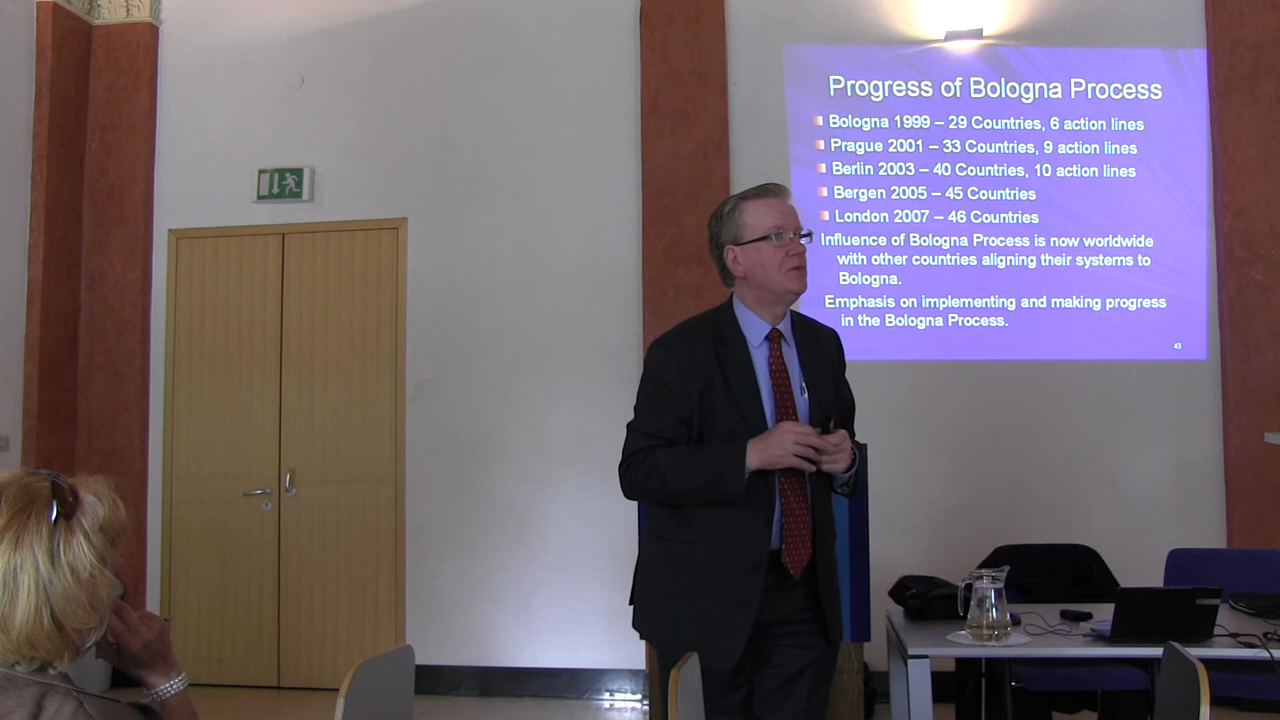 Progress of Bologna Process
Bologna 1999 – 29 Countries, 6 action lines
Prague 2001 – 33 Countries, 9 action lines
Berlin 2003 – 40 Countries, 10 action lines
Bergen 2005 – 45 Countries
London 2007 – 46 Countries
Influence of Bologna Process is now worldwide
with other countries aligning their systems to
Bologna.
Emphasis on implementing and making progress
in the Bologna Process.
43